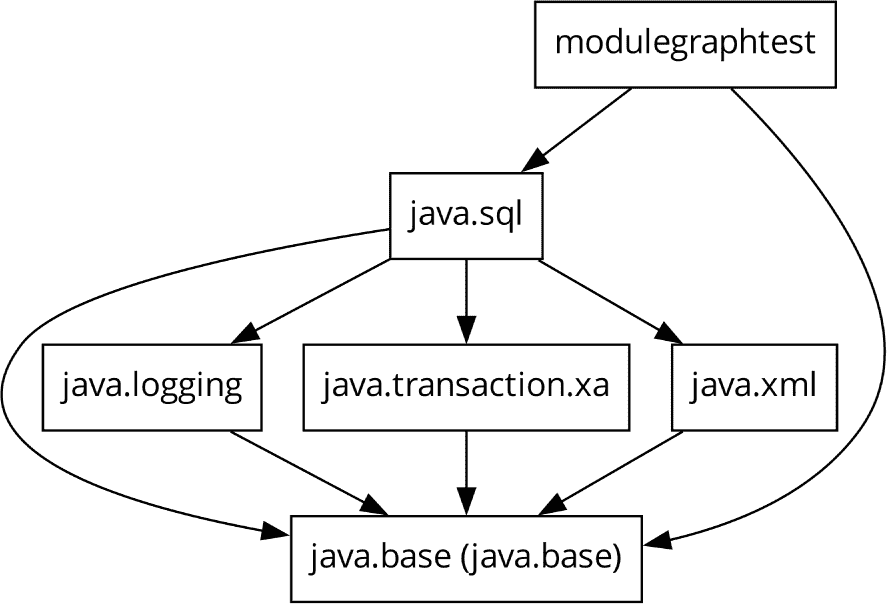 modulegraphtest
java.sql
java.logging
java.transaction.xa
java.xml
java.base (java.base)